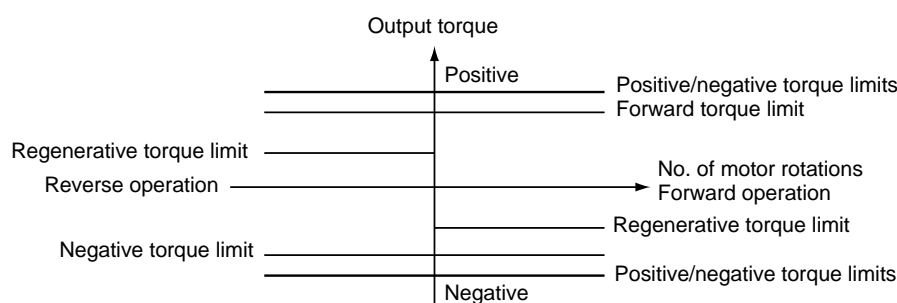 Output torque
Positive
Positive/negative torque limits
Forward torque limit
Regenerative torque limit
No. of motor rotations
Reverse operation
Forward operation
Regenerative torque limit
Negative torque limit
Positive/negative torque limits
Negative